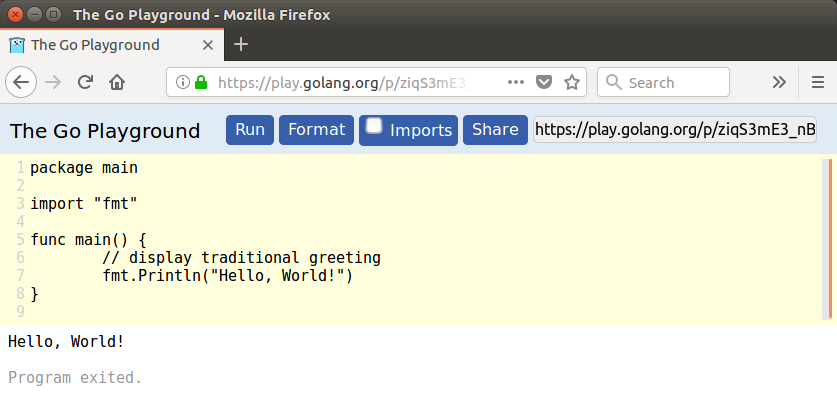 The Go Playground - Mozilla Firefox
The Go Playground
https://play.golang.org/p/ziqS3mE3_
Search
The Go Playground Run Format Imports Share https://play.golang.org/p/ziqS3mE3_nB
1 package main
2
3 import "fmt"
4
5 func main() {
6 // display traditional greeting
7 fmt.Println("Hello, World!")
8 }
9
Hello, World!
Program exited.